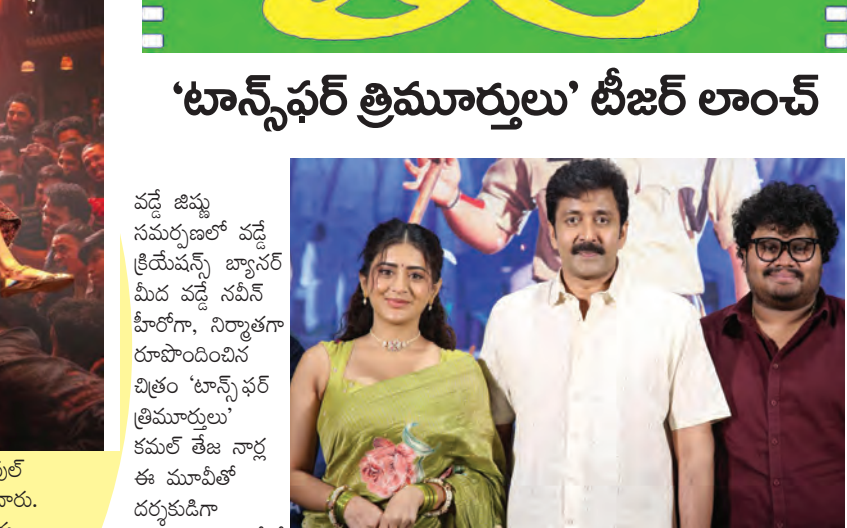 ‘టాన్స్‌ఫర్ త్రిమూర్తులు’ టీజర్ లాంచ్
వడ్డే జిష్ణు
సమర్పణలో వడ్డే
క్రియేషన్స్ బ్యానర్
మీద వడ్డే నవీన్
హీరోగా, నిర్మాతగా
రూపొందించిన
చిత్రం ‘టాన్స్ ఫర్
త్రిమూర్తులు’
కమల్ తేజ నార్ల
ఈ మూవీతో
దర్శకుడిగా